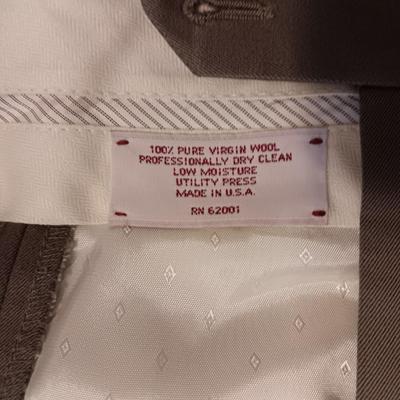 100% PURE VIRGIN WOOL
PROFESSIONALLY DRY CLEAN
LOW MOISTURE
UTILITY PRESS
MADE IN U.S.A.
RN 62001